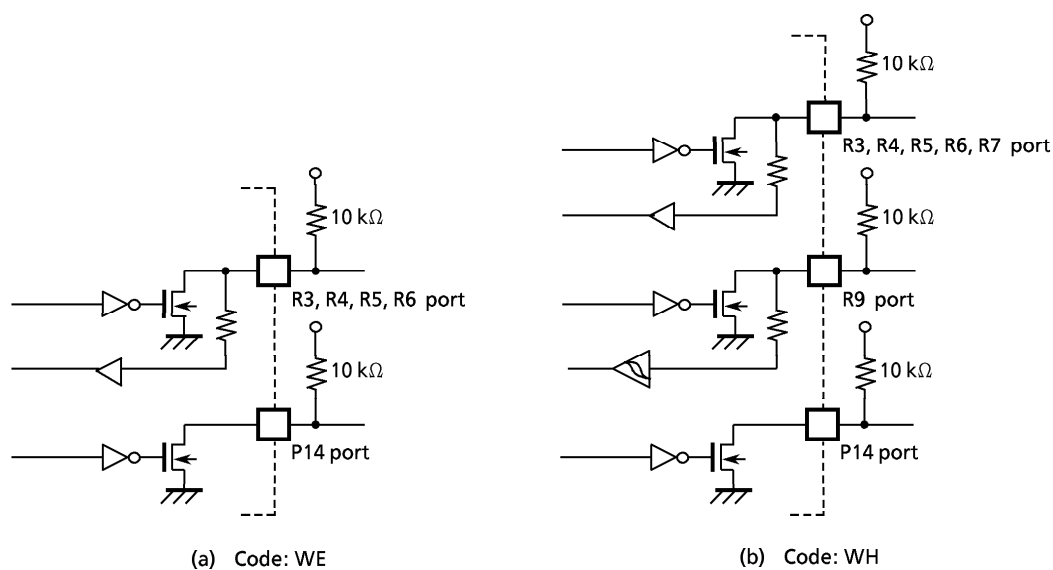 10 kΩ
R3, R4, R5, R6 port
10 kΩ
P14 port
(a) Code: WE
10 kΩ
R3, R4, R5, R6, R7 port
10 kΩ
R9 port
10 kΩ
P14 port
(b) Code: WH